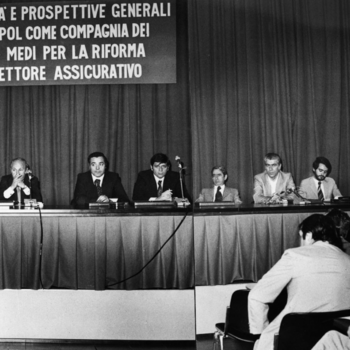 A' E PROSPETTIVE GENERALI
POL COME COMPAGNIA DEI
MEDI PER LA RIFORMA
ETTORE ASSICURATIVO